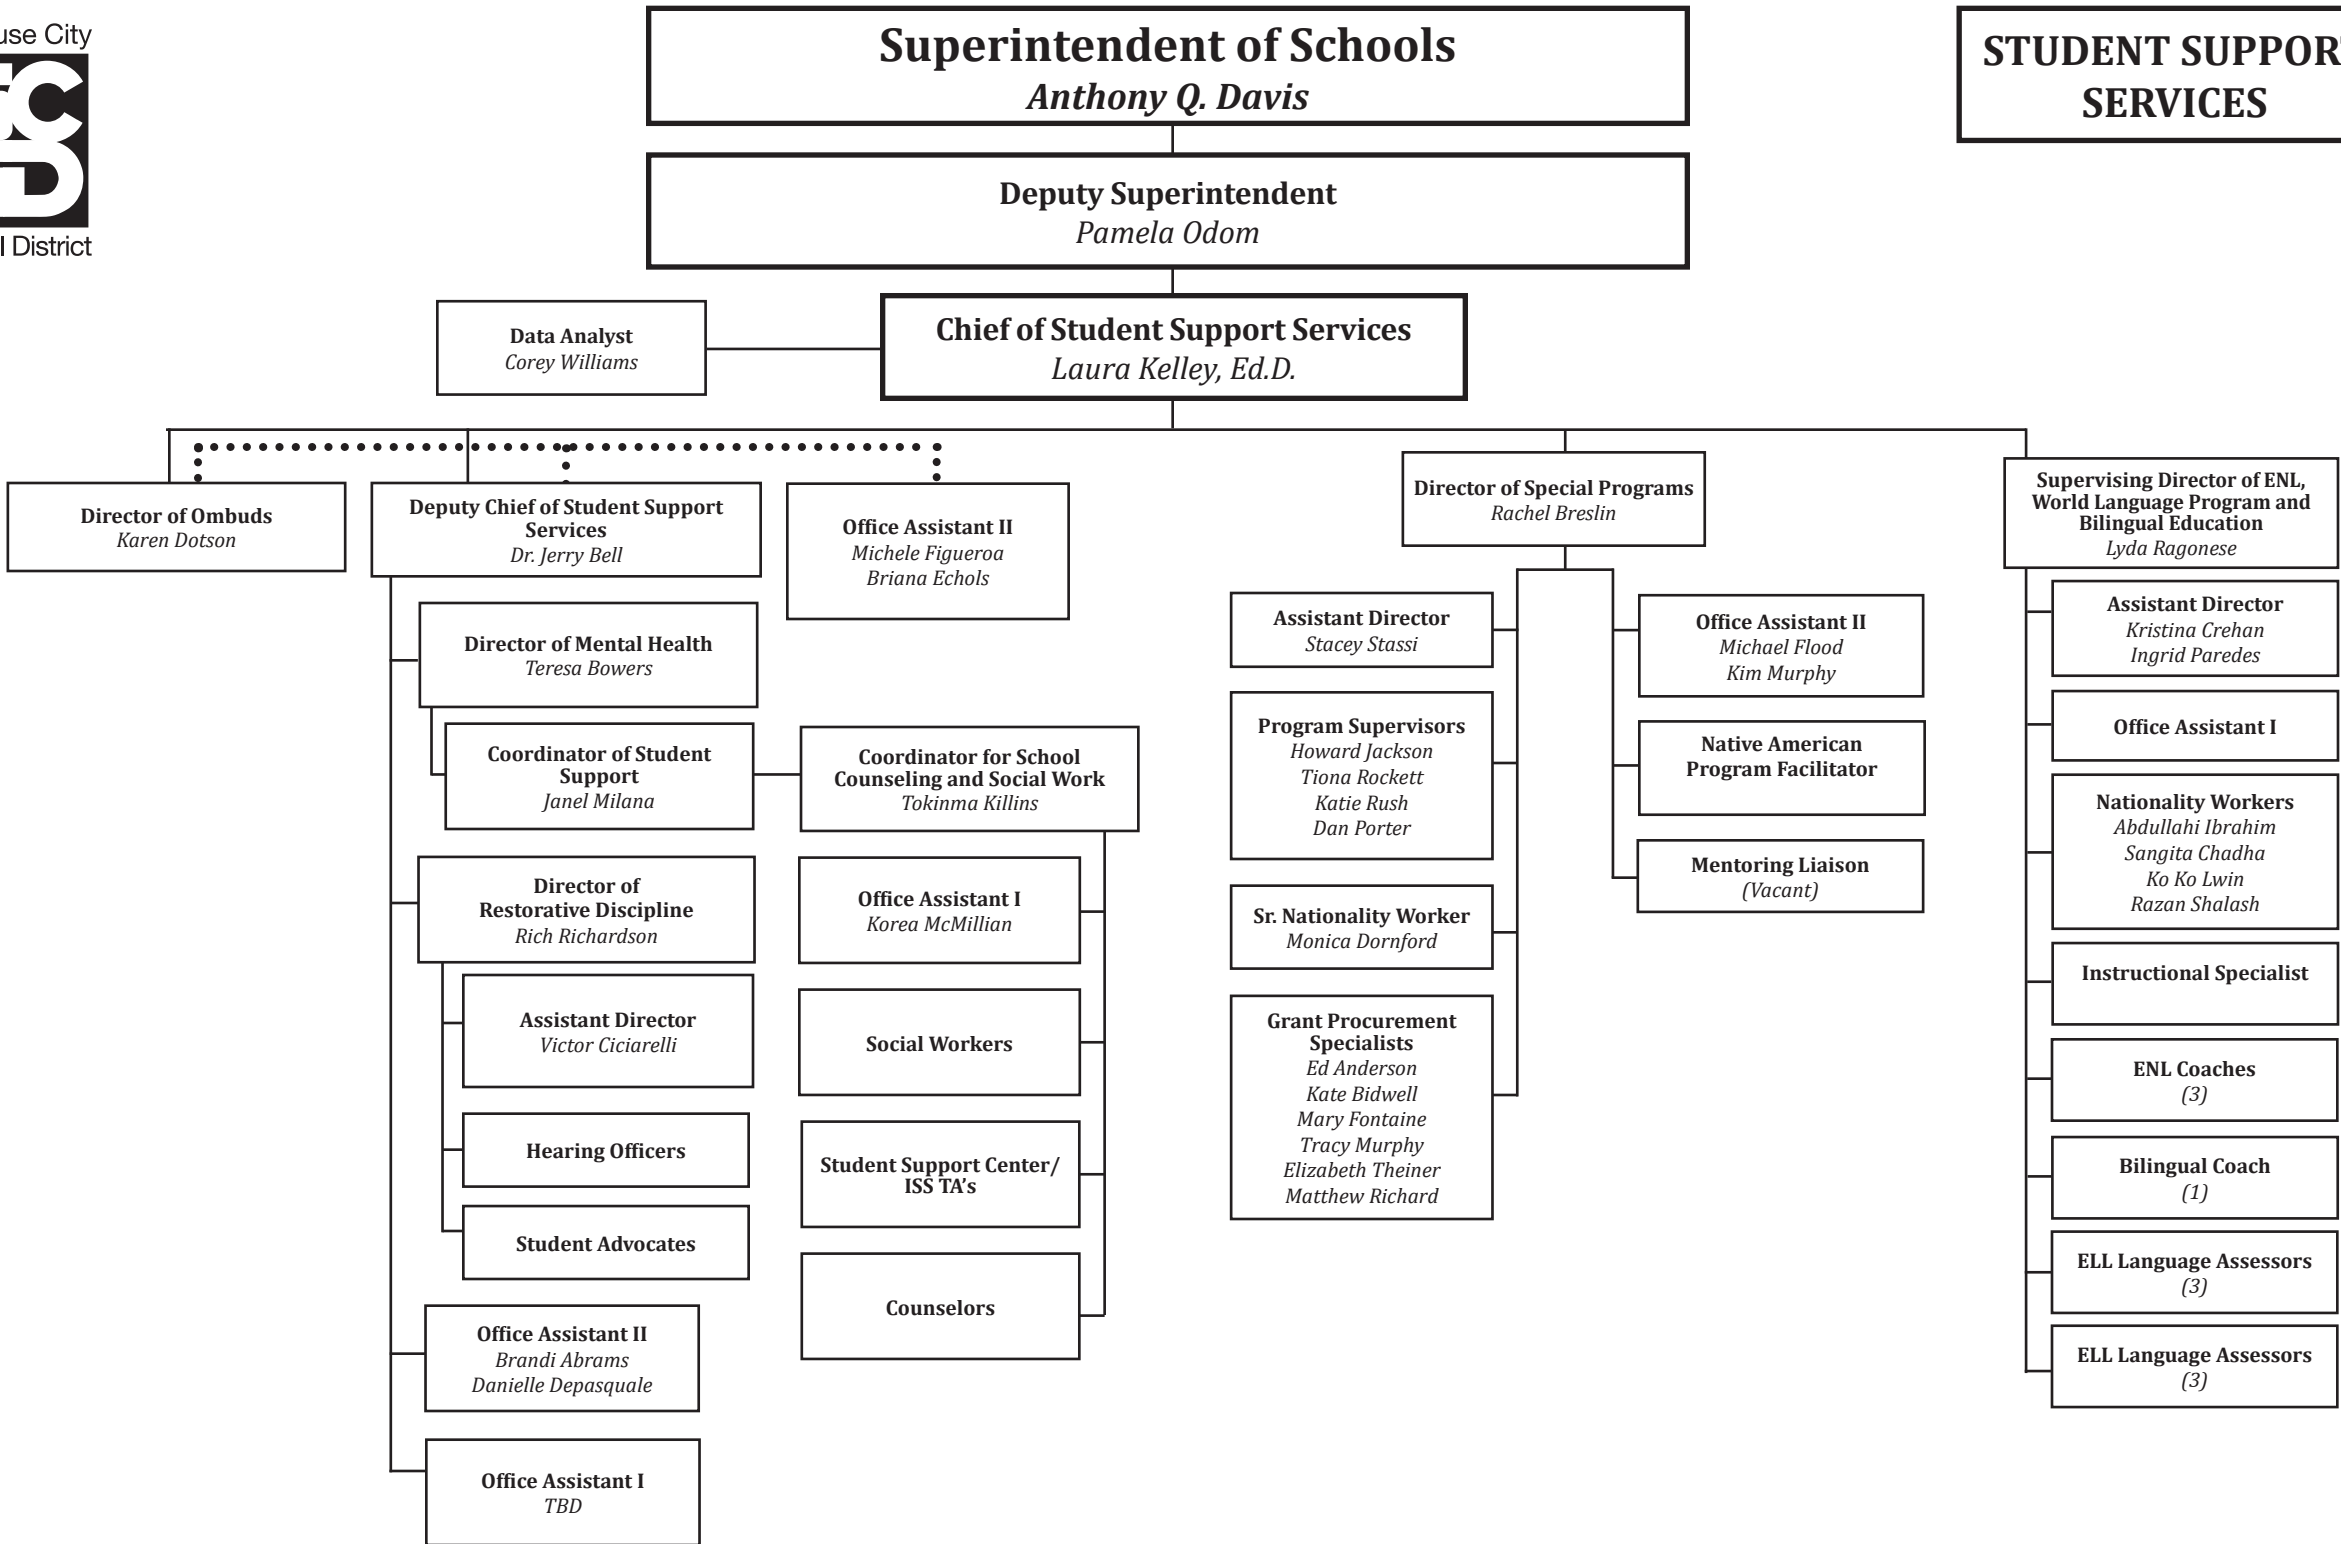 use City
l District
Superintendent of Schools
Anthony Q. Davis
STUDENT SUPPORT
SERVICES
Deputy Superintendent
Pamela Odom
Data Analyst
Corey Williams
Chief of Student Support Services
Laura Kelley, Ed.D.
Director of Ombuds
Karen Dotson
Deputy Chief of Student Support
Services
Dr. Jerry Bell
Office Assistant II
Michele Figueroa
Briana Echols
Director of Mental Health
Teresa Bowers
Coordinator of Student
Support
Janel Milana
Coordinator for School
Counseling and Social Work
Tokinma Killins
Director of
Restorative Discipline
Rich Richardson
Assistant Director
Victor Ciciarelli
Hearing Officers
Student Advocates
Office Assistant II
Brandi Abrams
Danielle Depasquale
Office Assistant I
TBD
Office Assistant I
Korea McMillian
Social Workers
Student Support Center/
ISS TA's
Counselors
Director of Special Programs
Rachel Breslin
Assistant Director
Stacey Stassi
Program Supervisors
Howard Jackson
Tiona Rockett
Katie Rush
Dan Porter
Sr. Nationality Worker
Monica Dornford
Grant Procurement
Specialists
Ed Anderson
Kate Bidwell
Mary Fontaine
Tracy Murphy
Elizabeth Theiner
Matthew Richard
Office Assistant II
Michael Flood
Kim Murphy
Native American
Program Facilitator
Mentoring Liaison
(Vacant)
Supervising Director of ENL,
World Language Program and
Bilingual Education
Lyda Ragonese
Assistant Director
Kristina Crehan
Ingrid Paredes
Office Assistant I
Nationality Workers
Abdullahi Ibrahim
Sangita Chadha
Ko Ko Lwin
Razan Shalash
Instructional Specialist
ENL Coaches
(3)
Bilingual Coach
(1)
ELL Language Assessors
(3)
ELL Language Assessors
(3)